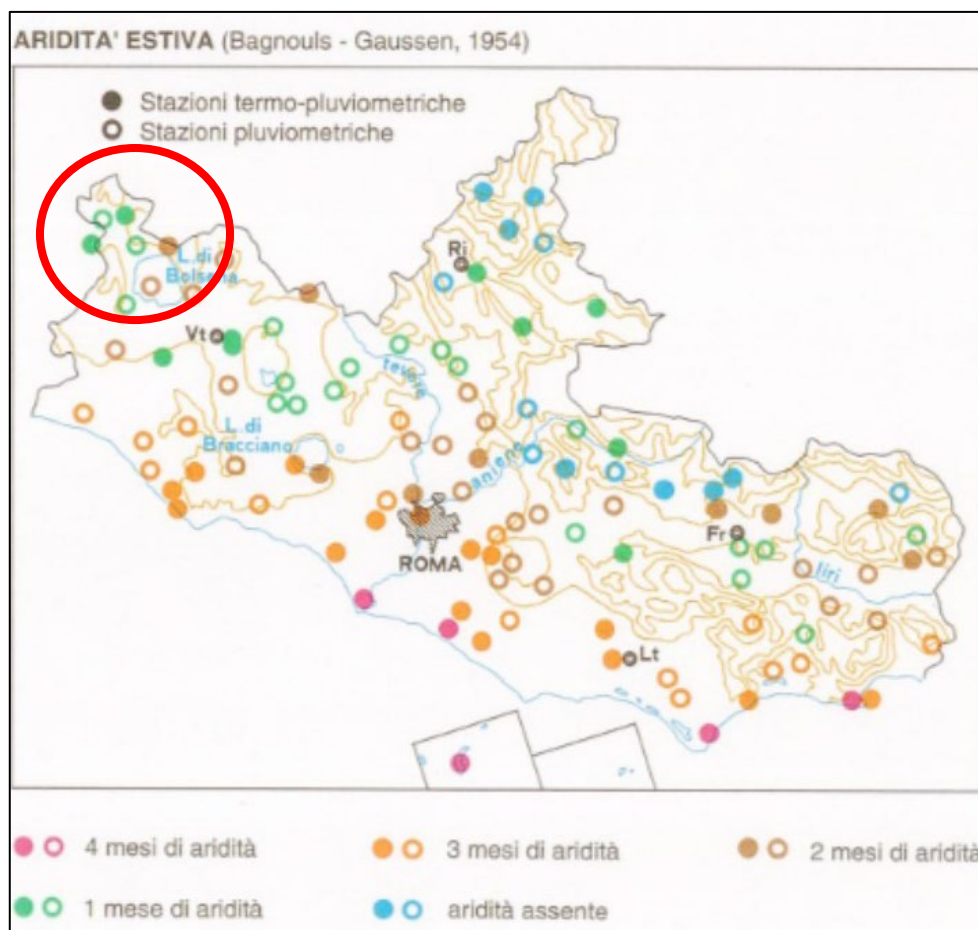 ARIDITA' ESTIVA (Bagnouls - Gaussen, 1954)
Stazioni termo-pluviometriche
Stazioni pluviometriche
Ri
L. di
Bolsena
Vt
tevere
L. di
Bracciano
aniene
ROMA
Fr
liri
Lt
4 mesi di aridità
3 mesi di aridità
2 mesi di aridità
1 mese di aridità
aridità assente